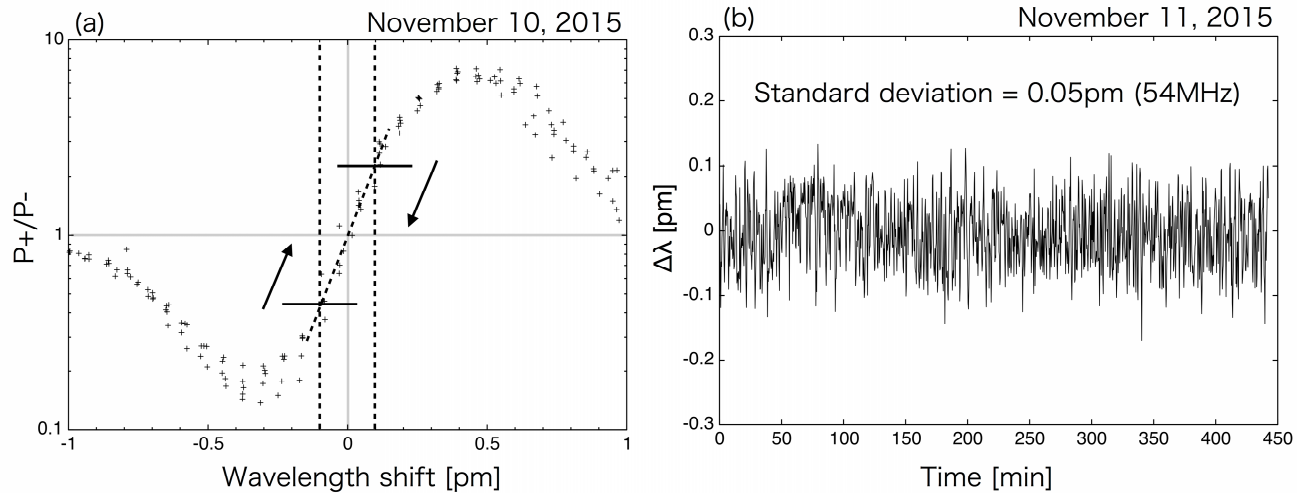 (a)
November 10, 2015
10
1
0.1
P+/P-
-1
-0.5
0
0.5
1
Wavelength shift [pm]
(b)
November 11, 2015
Standard deviation = 0.05pm (54MHz)
0.3
0.2
0.1
0
-0.1
-0.2
-0.3
Δλ [pm]
0
50
100
150
200
250
300
350
400
450
Time [min]